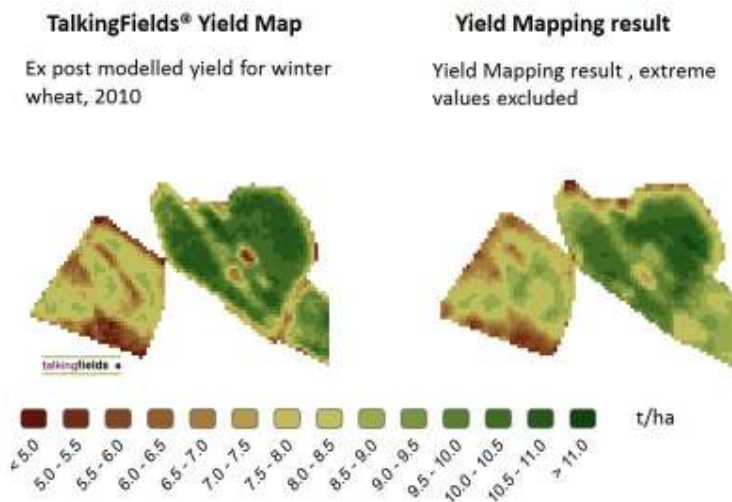 TalkingFields® Yield Map
Ex post modelled yield for winter
wheat, 2010
Yield Mapping result
Yield Mapping result , extreme
values excluded
talkingfields
t/ha
< 5.0
5.0 - 5.5
5.5 - 6.0
6.0 - 6.5
6.5 - 7.0
7.0 - 7.5
7.5 - 8.0
8.0 - 8.5
8.5 - 9.0
9.0 - 9.5
9.5 - 10.0
10.0 - 10.5
10.5 - 11.0
> 11.0